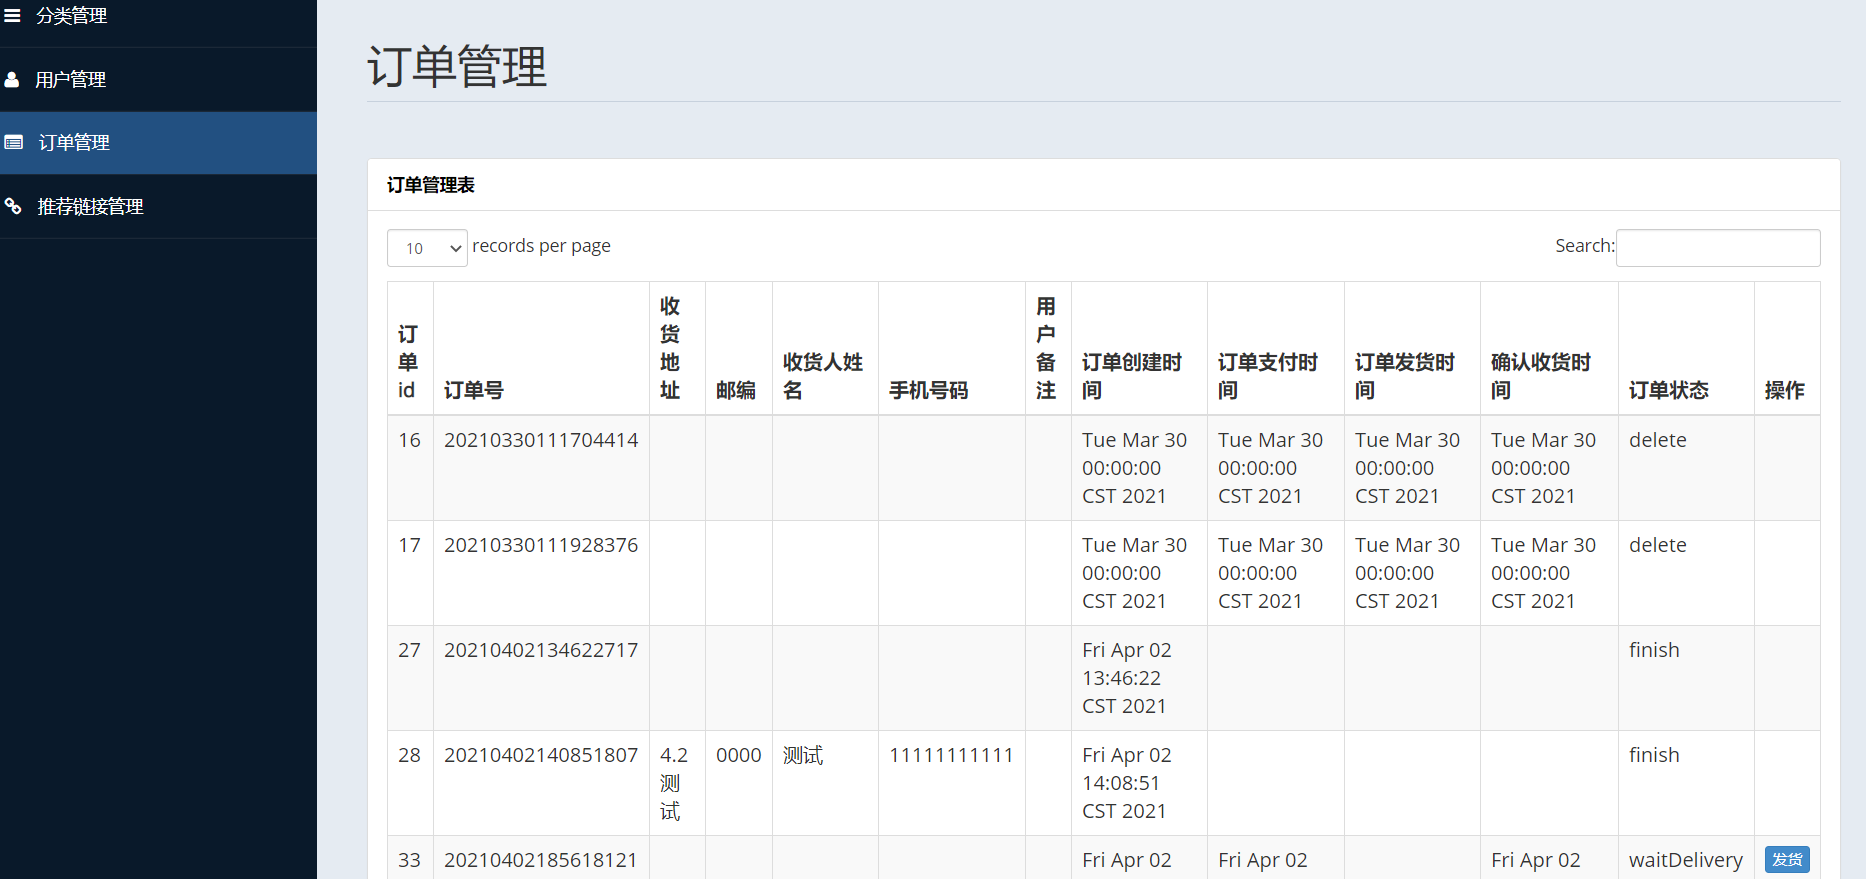 分类管理
用户管理
订单管理
推荐链接管理
订单管理
订单管理表
10 records per page
Search:
订单id 订单号 收货地址 邮编 收货人姓名 手机号码 用户备注 订单创建时间 订单支付时间 订单发货时间 确认收货时间 订单状态 操作
16 20210330111704414 Tue Mar 30 00:00:00 CST 2021 Tue Mar 30 00:00:00 CST 2021 Tue Mar 30 00:00:00 CST 2021 Tue Mar 30 00:00:00 CST 2021 delete
17 20210330111928376 Tue Mar 30 00:00:00 CST 2021 Tue Mar 30 00:00:00 CST 2021 Tue Mar 30 00:00:00 CST 2021 Tue Mar 30 00:00:00 CST 2021 delete
27 20210402134622717 Fri Apr 02 13:46:22 CST 2021 finish
28 20210402140851807 4.2测试 0000 测试 11111111111 Fri Apr 02 14:08:51 CST 2021 finish
33 20210402185618121 Fri Apr 02 Fri Apr 02 Fri Apr 02 waitDelivery 发货